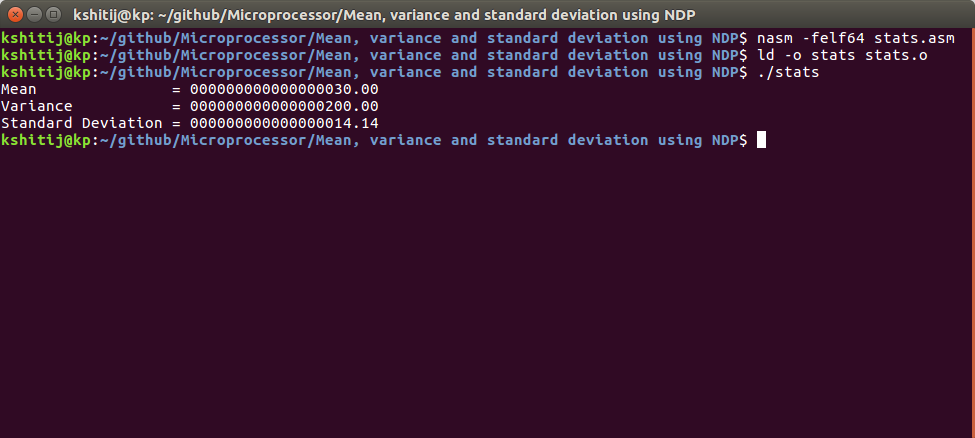 kshitij@kp: ~/github/Microprocessor/Mean, variance and standard deviation using NDP
kshitij@kp:~/github/Microprocessor/Mean, variance and standard deviation using NDP$ nasm -felf64 stats.asm
kshitij@kp:~/github/Microprocessor/Mean, variance and standard deviation using NDP$ ld -o stats stats.o
kshitij@kp:~/github/Microprocessor/Mean, variance and standard deviation using NDP$ ./stats
Mean               = 000000000000000030.00
Variance           = 000000000000000200.00
Standard Deviation = 000000000000000014.14
kshitij@kp:~/github/Microprocessor/Mean, variance and standard deviation using NDP$